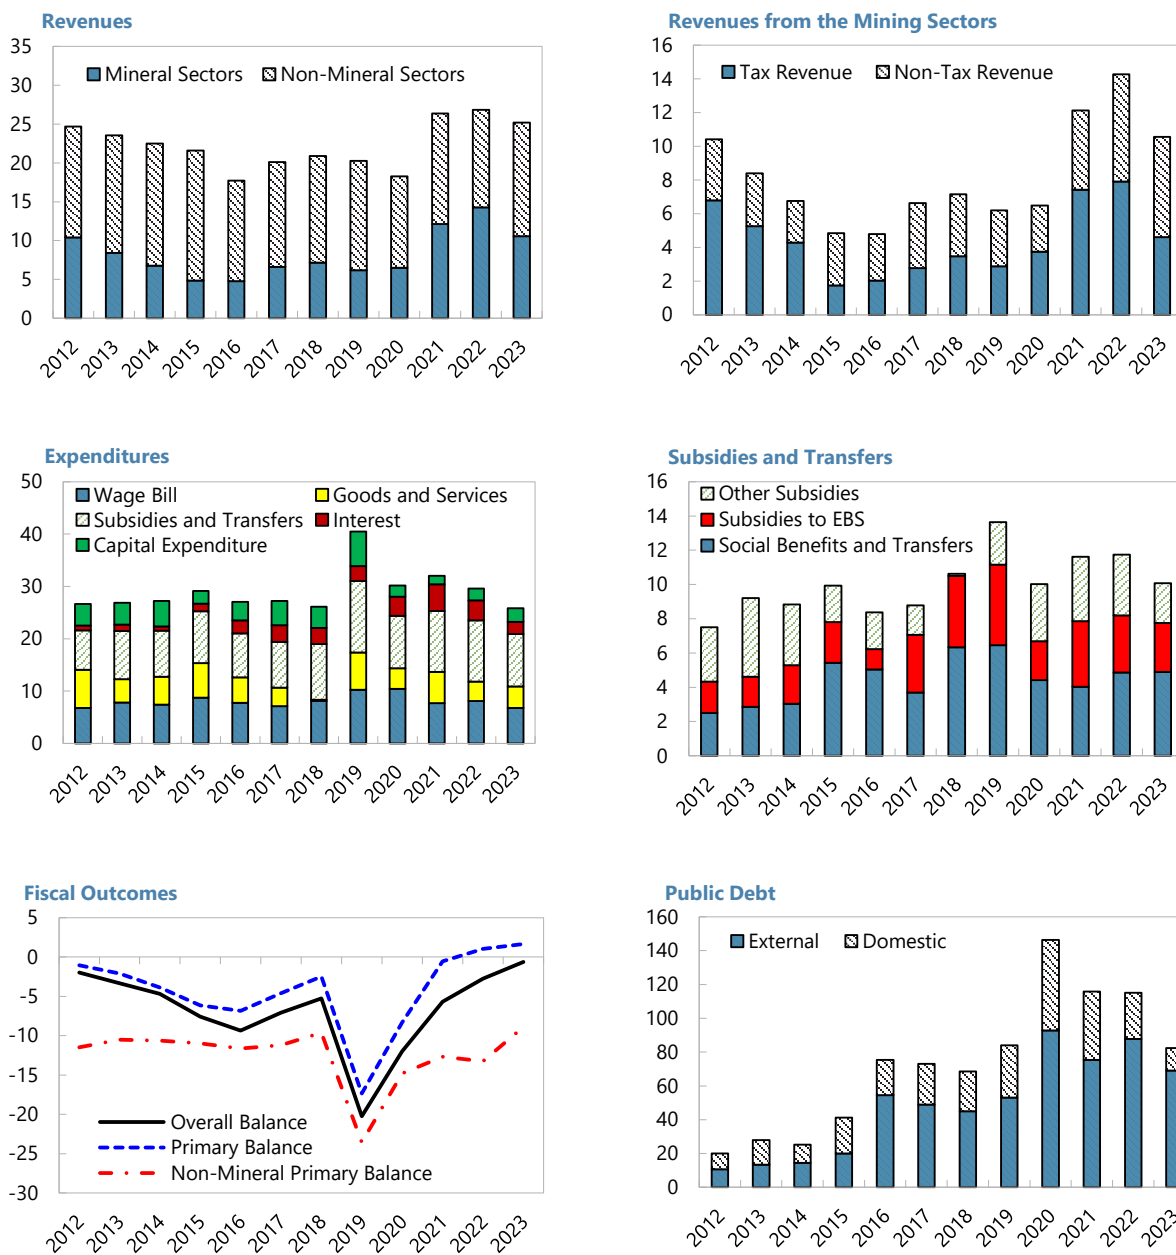 Revenues
35
30
25
20
15
10
5
0
Mineral Sectors Non-Mineral Sectors
2012 2013 2014 2015 2016 2017 2018 2019 2020 2021 2022 2023
Revenues from the Mining Sectors
16
14
12
10
8
6
4
2
0
Tax Revenue Non-Tax Revenue
2012 2013 2014 2015 2016 2017 2018 2019 2020 2021 2022 2023
Expenditures
50
40
30
20
10
0
Wage Bill Goods and Services
Subsidies and Transfers Interest
Capital Expenditure
2012 2013 2014 2015 2016 2017 2018 2019 2020 2021 2022 2023
Subsidies and Transfers
16
14
12
10
8
6
4
2
0
Other Subsidies
Subsidies to EBS
Social Benefits and Transfers
2012 2013 2014 2015 2016 2017 2018 2019 2020 2021 2022 2023
Fiscal Outcomes
5
0
-5
-10
-15
-20
-25
-30
Overall Balance
Primary Balance
Non-Mineral Primary Balance
2012 2013 2014 2015 2016 2017 2018 2019 2020 2021 2022 2023
Public Debt
160
140
120
100
80
60
40
20
0
External Domestic
2012 2013 2014 2015 2016 2017 2018 2019 2020 2021 2022 2023